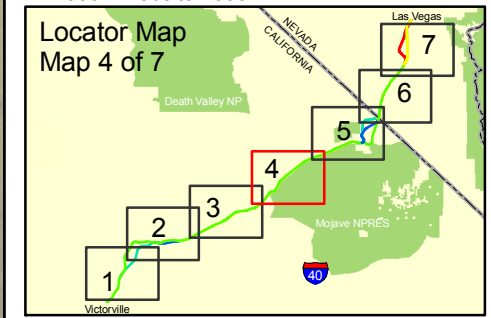 Locator Map
Map 4 of 7
Las Vegas
NEVADA
CALIFORNIA
7
Death Valley NP
6
5
4
3
Mojave NPRES
2
1
40
Victorville